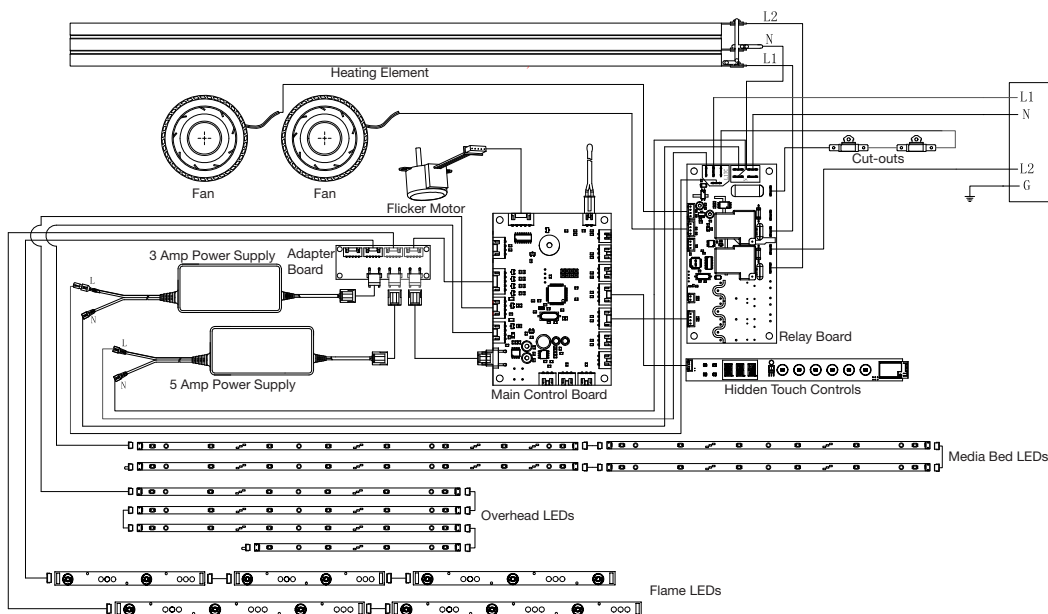 L2
N
L1
Heating Element
L1
N
Cut-outs
Fan
Fan
L2
Flicker Motor
G
3 Amp Power Supply
Adapter
Board
L
N
Relay Board
L
N
5 Amp Power Supply
Main Control Board
Hidden Touch Controls
Media Bed LEDs
Overhead LEDs
Flame LEDs